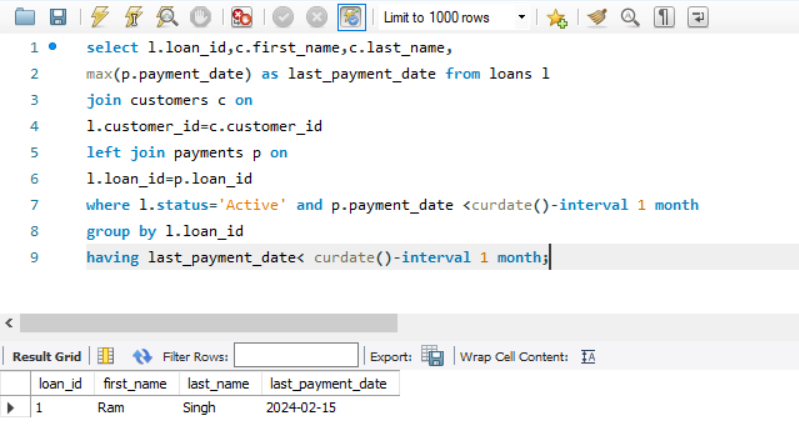 Limit to 1000 rows
1 select l.loan_id,c.first_name,c.last_name,
2 max(p.payment_date) as last_payment_date from loans l
3 join customers c on
4 l.customer_id=c.customer_id
5 left join payments p on
6 l.loan_id=p.loan_id
7 where l.status='Active' and p.payment_date <curdate()-interval 1 month
8 group by l.loan_id
9 having last_payment_date< curdate()-interval 1 month;
Result Grid Filter Rows: Export: Wrap Cell Content:
loan_id first_name last_name last_payment_date
1 Ram Singh 2024-02-15